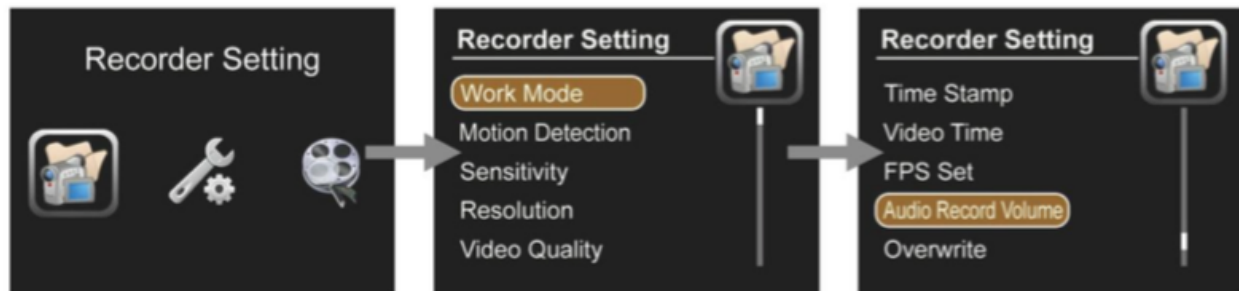 Recorder Setting
Recorder Setting
Work Mode
Motion Detection
Sensitivity
Resolution
Video Quality
Recorder Setting
Time Stamp
Video Time
FPS Set
Audio Record Volume
Overwrite